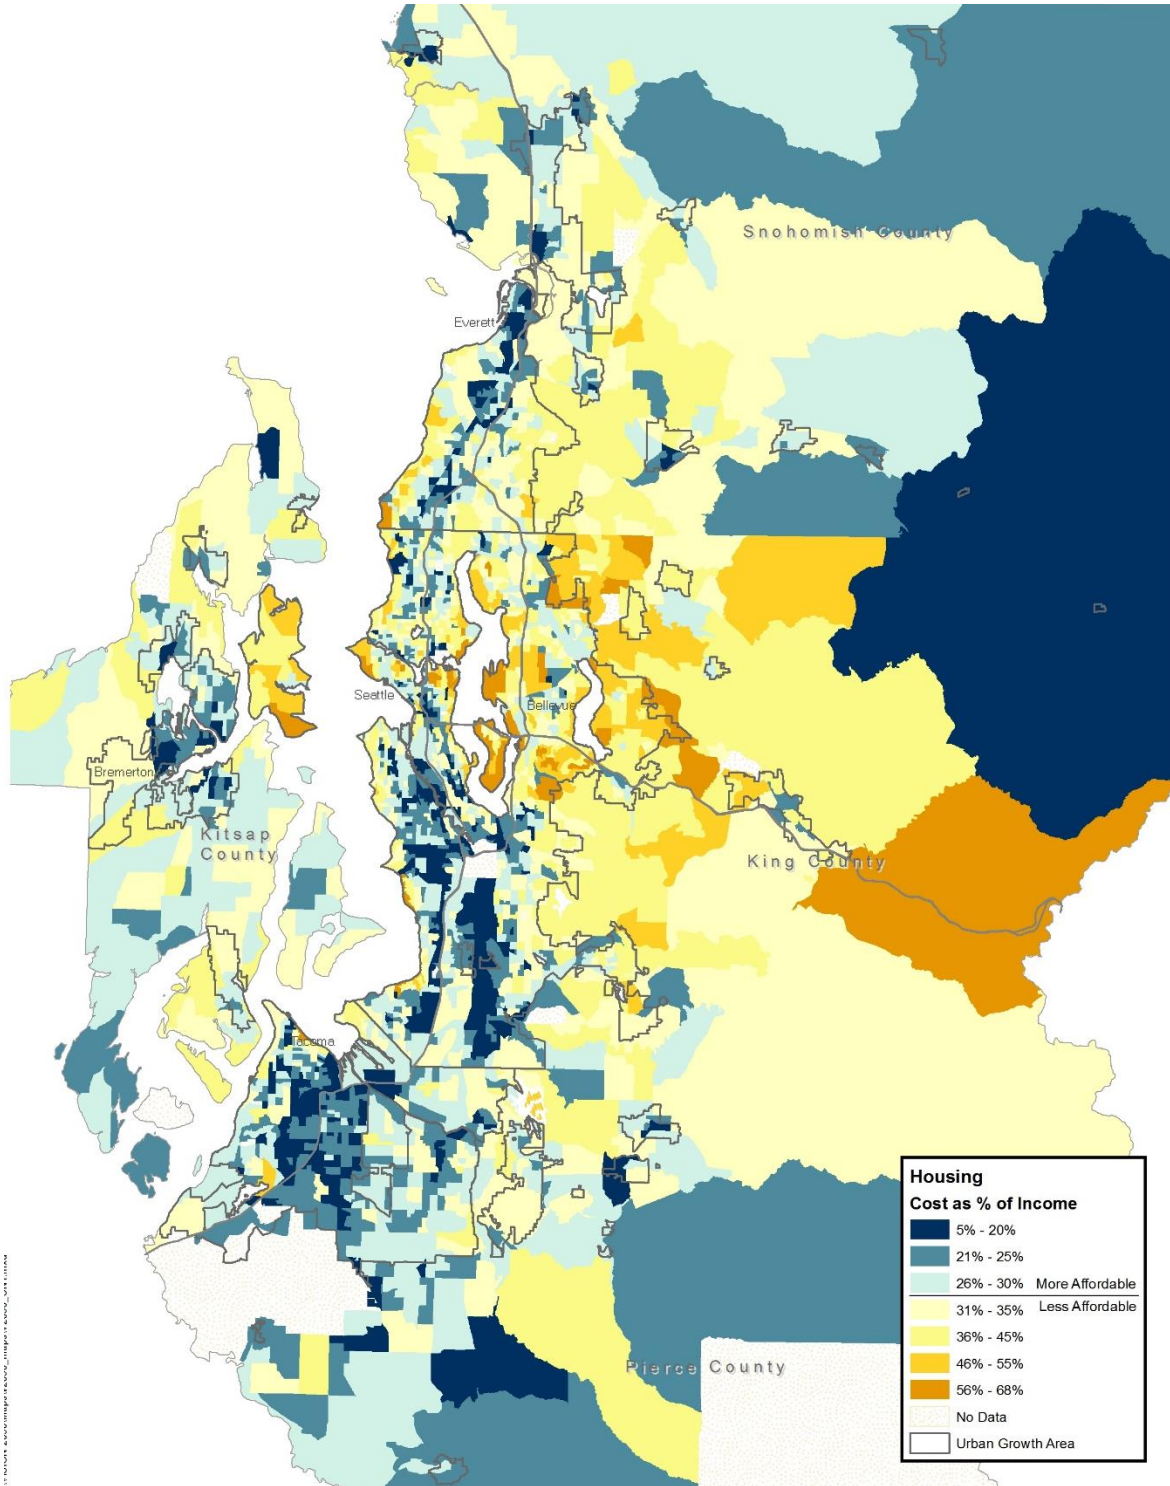 Snohomish County
Everett
Seattle
Bellevue
Bremerton
Kitsap
County
King County
Tacoma
Pierce County
Housing
Cost as % of Income
5% - 20%
21% - 25%
26% - 30% More Affordable
31% - 35% Less Affordable
36% - 45%
46% - 55%
56% - 68%
No Data
Urban Growth Area